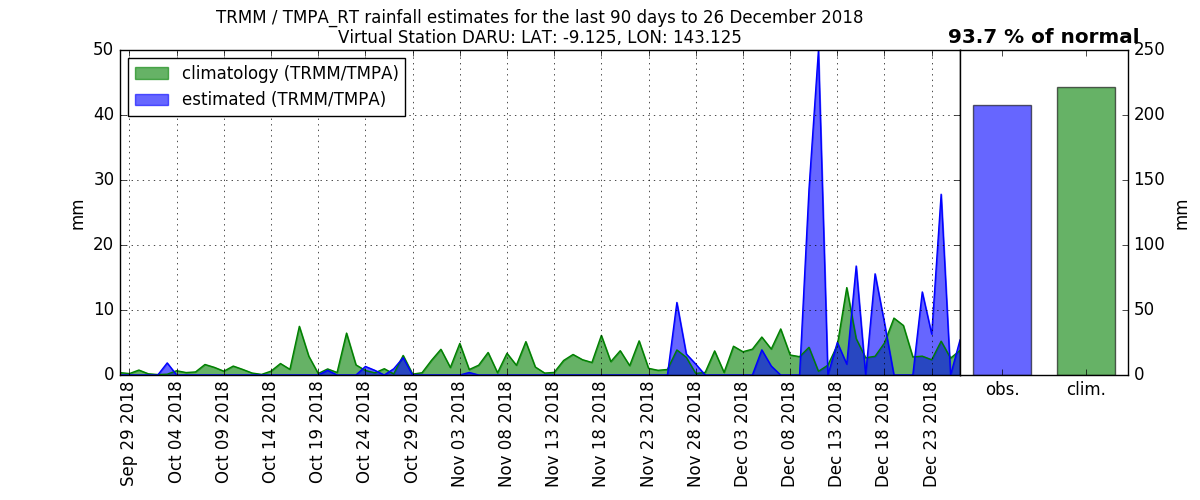 TRMM / TMPA_RT rainfall estimates for the last 90 days to 26 December 2018
Virtual Station DARU: LAT: -9.125, LON: 143.125
93.7 % of normal
climatology (TRMM/TMPA)
estimated (TRMM/TMPA)
50
40
30
20
10
0
mm
250
200
150
100
50
0
mm
Sep 29 2018
Oct 04 2018
Oct 09 2018
Oct 14 2018
Oct 19 2018
Oct 24 2018
Oct 29 2018
Nov 03 2018
Nov 08 2018
Nov 13 2018
Nov 18 2018
Nov 23 2018
Nov 28 2018
Dec 03 2018
Dec 08 2018
Dec 13 2018
Dec 18 2018
Dec 23 2018
obs.
clim.